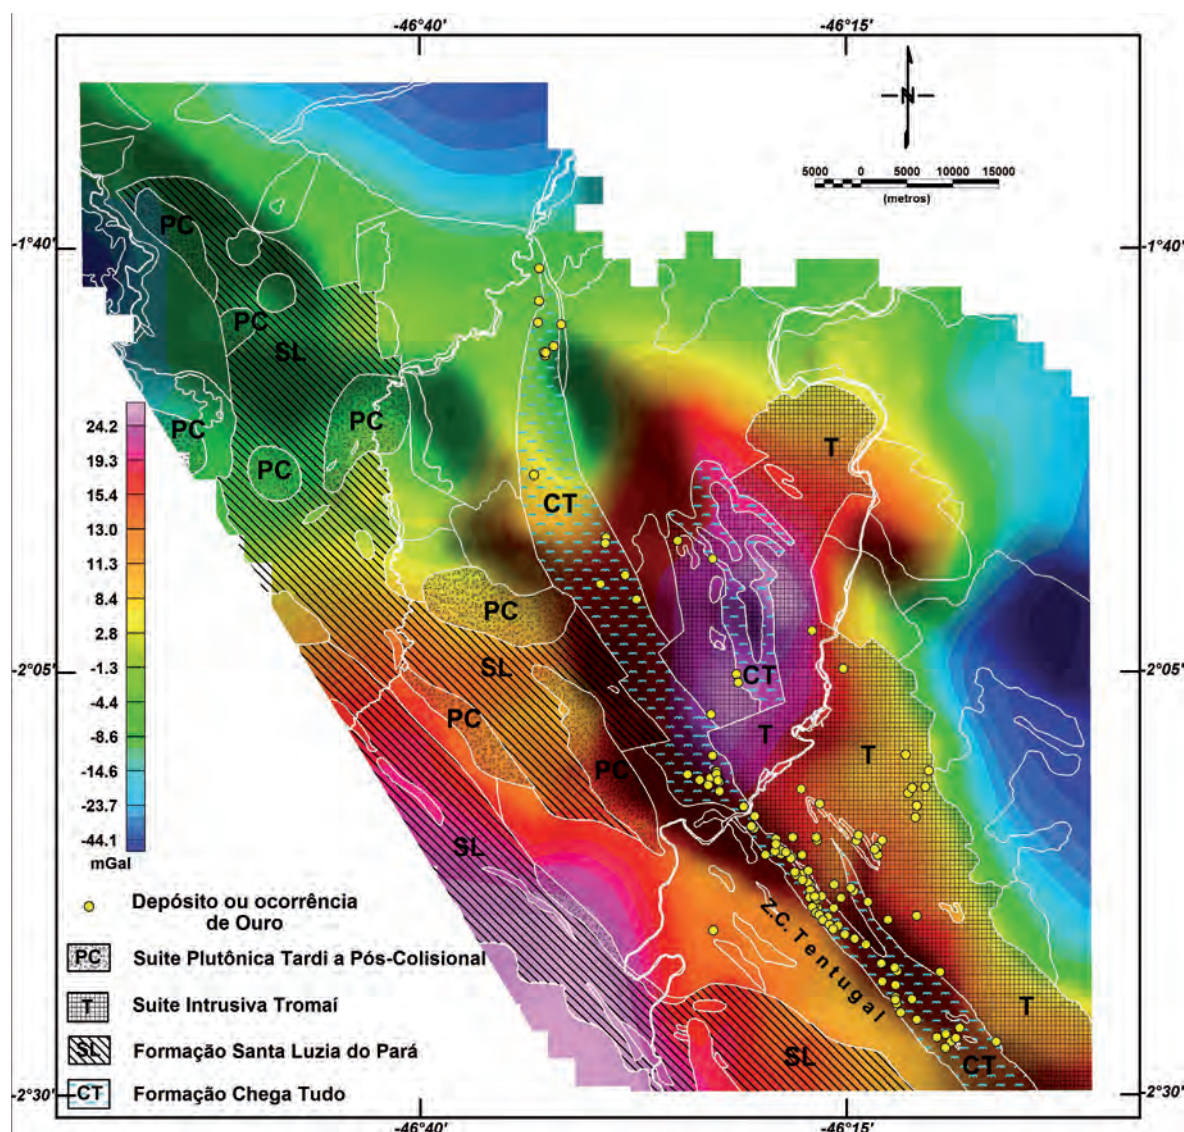 -46°40'
-46°15'
N
5000 0 5000 10000 15000
(metros)
-1°40'
-1°40'
PC
PC
SL
PC
PC
PC
T
CT
24.2
19.3
15.4
13.0
11.3
8.4
2.8
-1.3
-4.4
-8.6
-14.6
-23.7
-44.1
mGal
PC
-2°05'
-2°05'
SL
CT
PC
T
T
PC
SL
Z.C. Tentugal
Depósito ou ocorrência
de Ouro
PC Suite Plutônica Tardi a Pós-Colisional
T Suite Intrusiva Tromaí
T
SL Formação Santa Luzia do Pará
SL
CT
CT Formação Chega Tudo
-2°30'
-2°30'
-46°40'
-46°15'